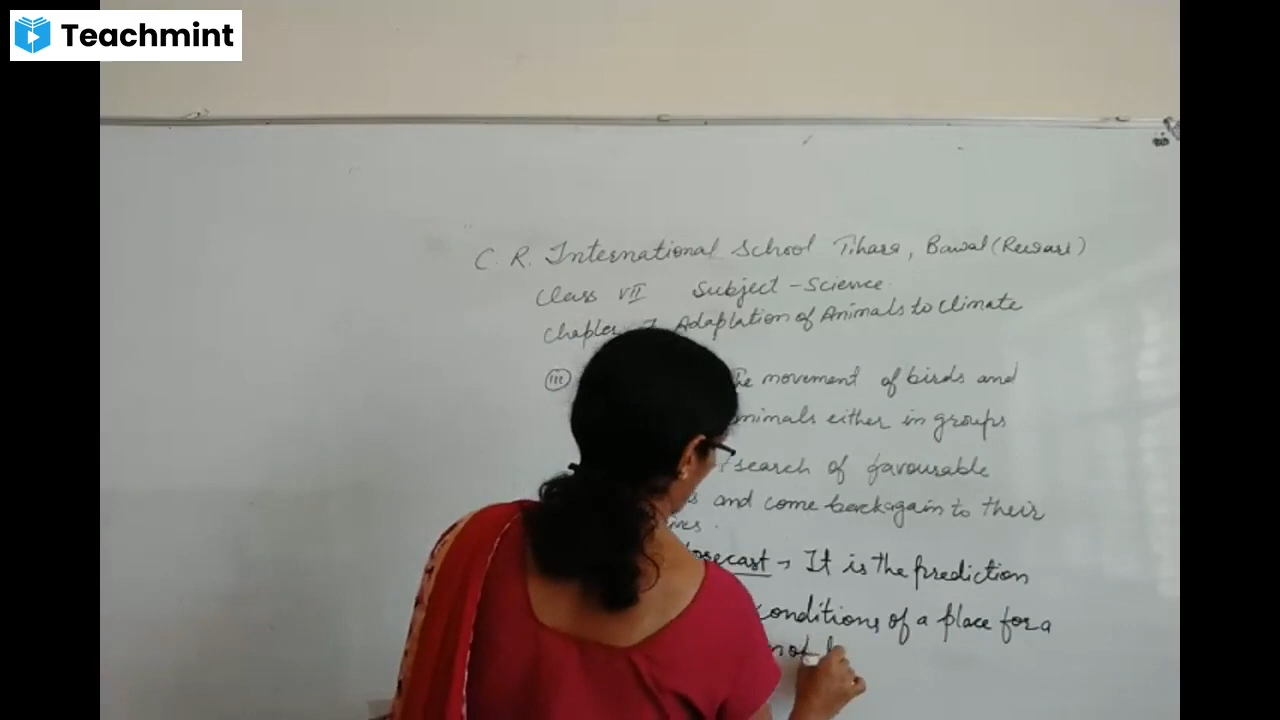 Teachmint
C. R. International School Tihara, Bawal (Rewari)
Class VII Subject - Science
Chapter 7 Adaptation of Animals to Climate
(iii) The movement of birds and
animals either in groups
search of favourable
and come back again to their
forecast → It is the prediction
conditions of a place for a
of